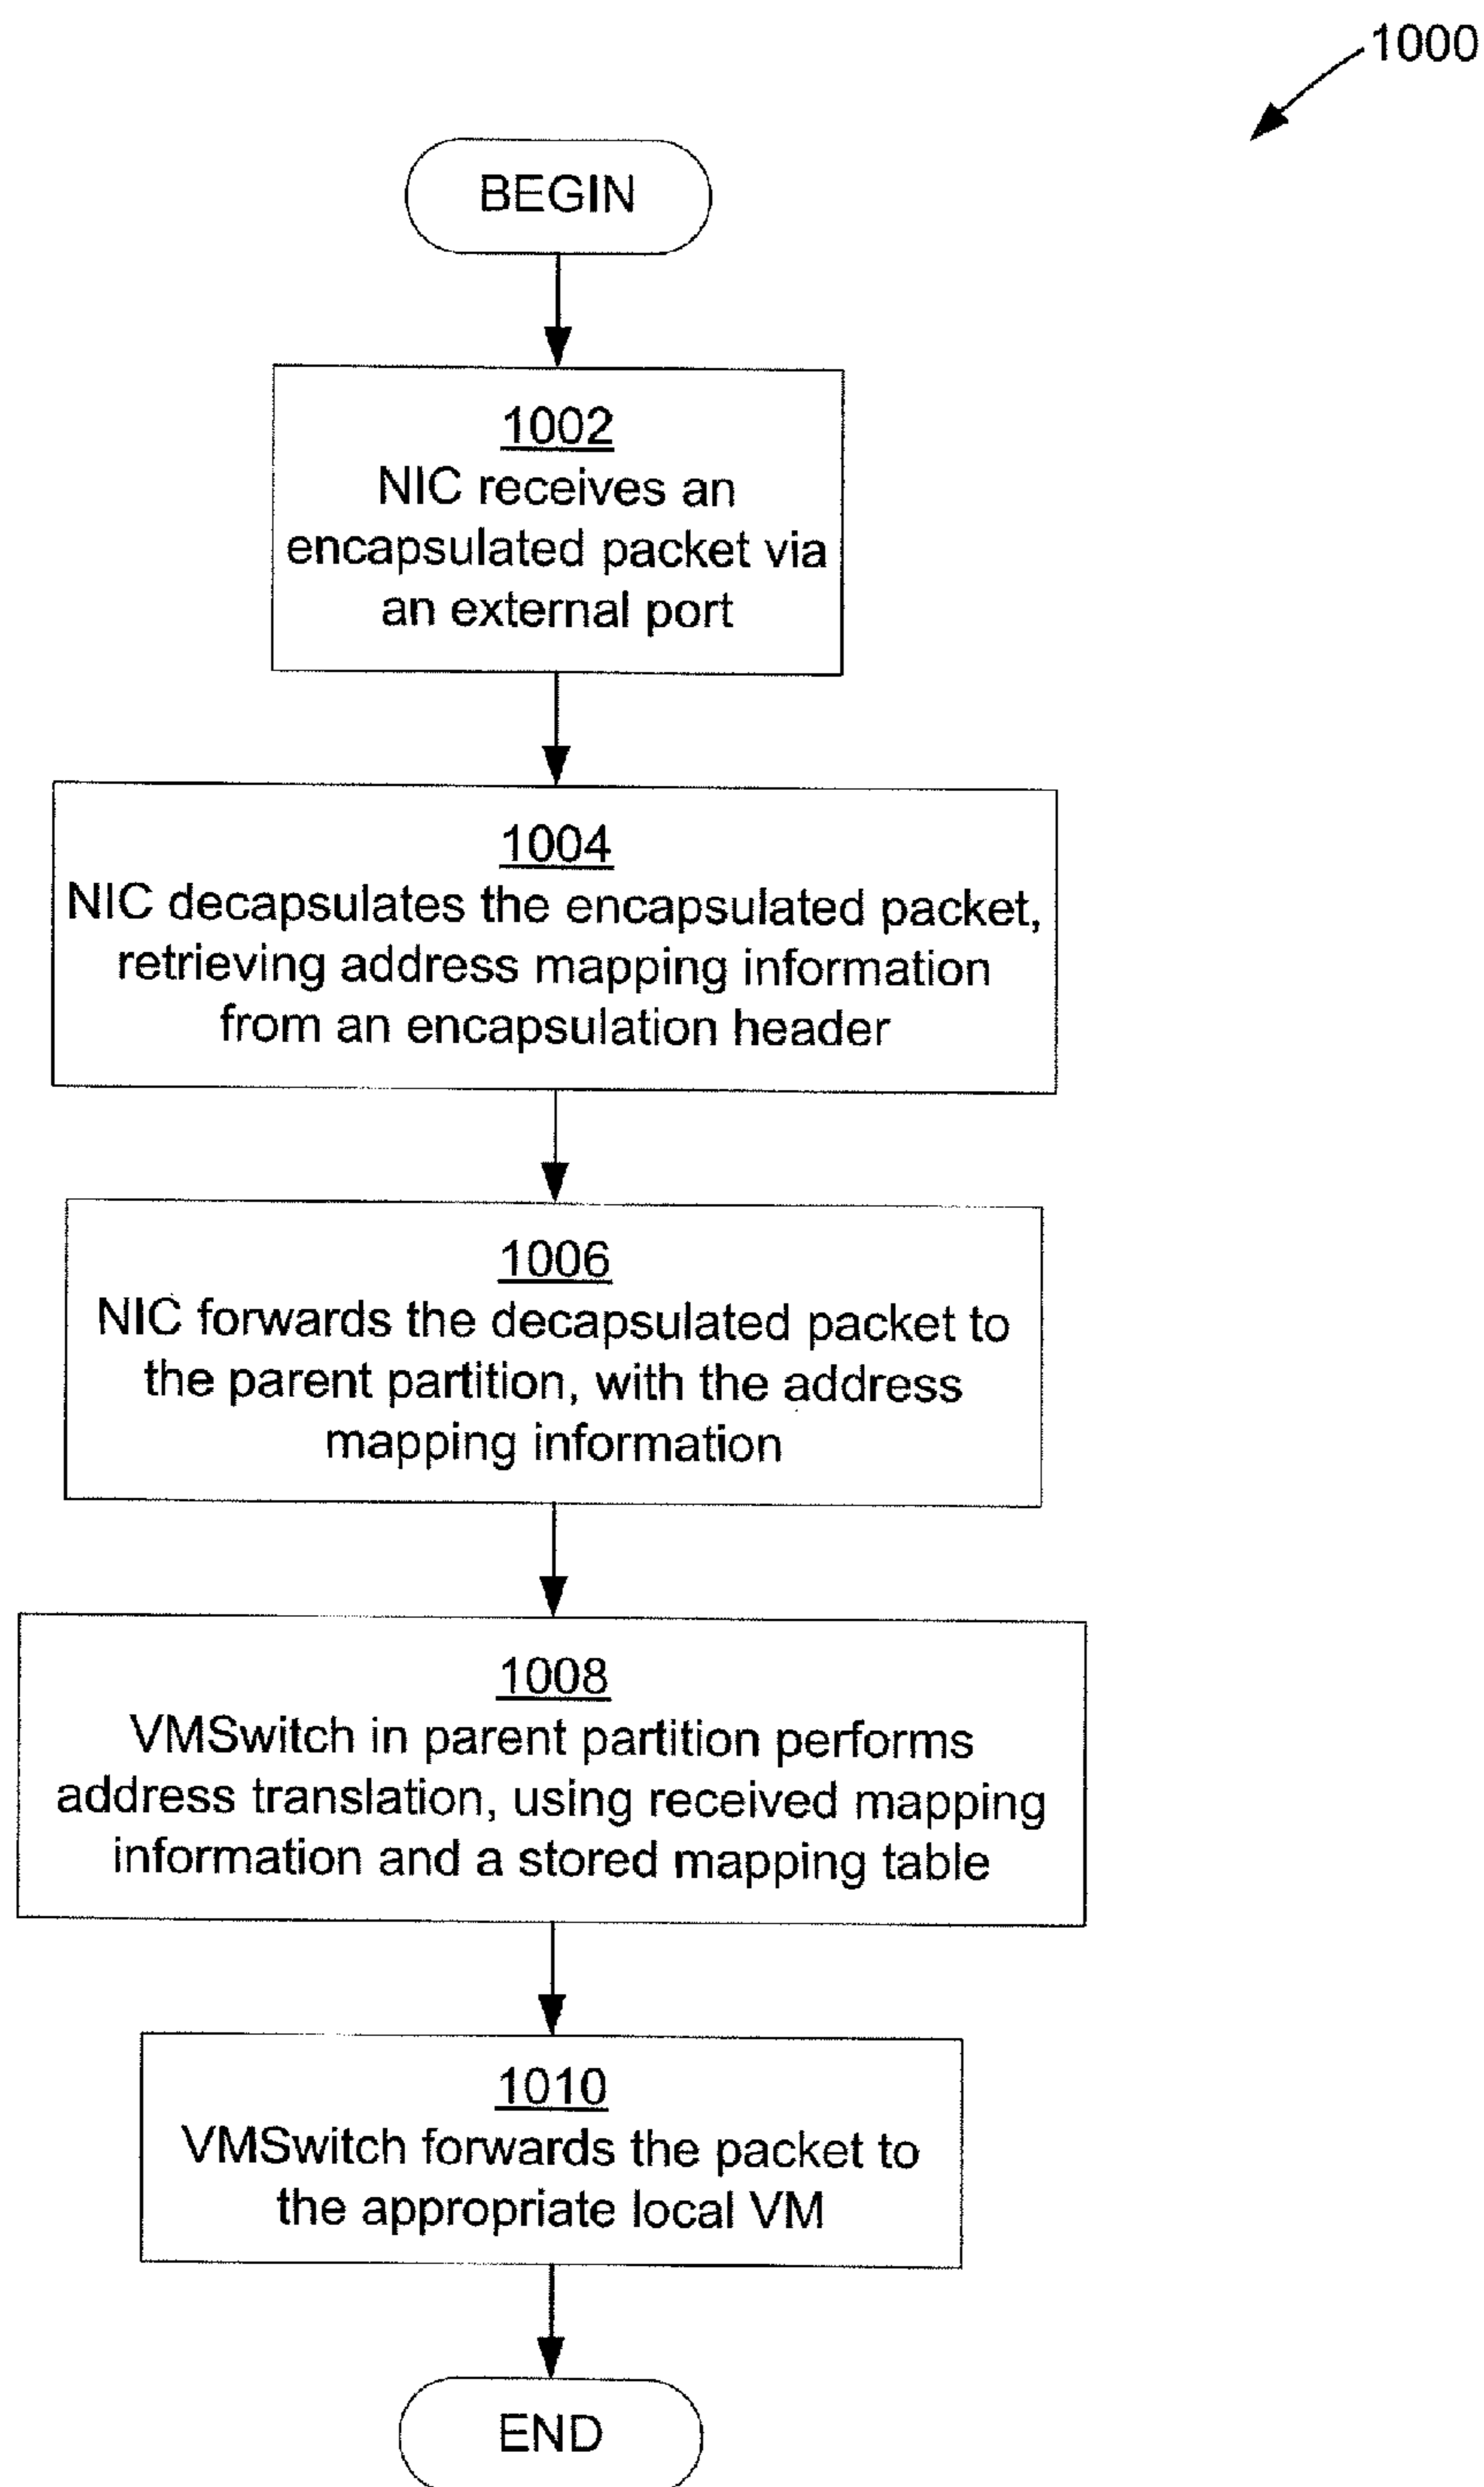 1000
BEGIN
1002
NIC receives an
encapsulated packet via
an external port
1004
NIC decapsulates the encapsulated packet,
retrieving address mapping information
from an encapsulation header
1006
NIC forwards the decapsulated packet to
the parent partition, with the address
mapping information
1008
VMSwitch in parent partition performs
address translation, using received mapping
information and a stored mapping table
1010
VMSwitch forwards the packet to
the appropriate local VM
END